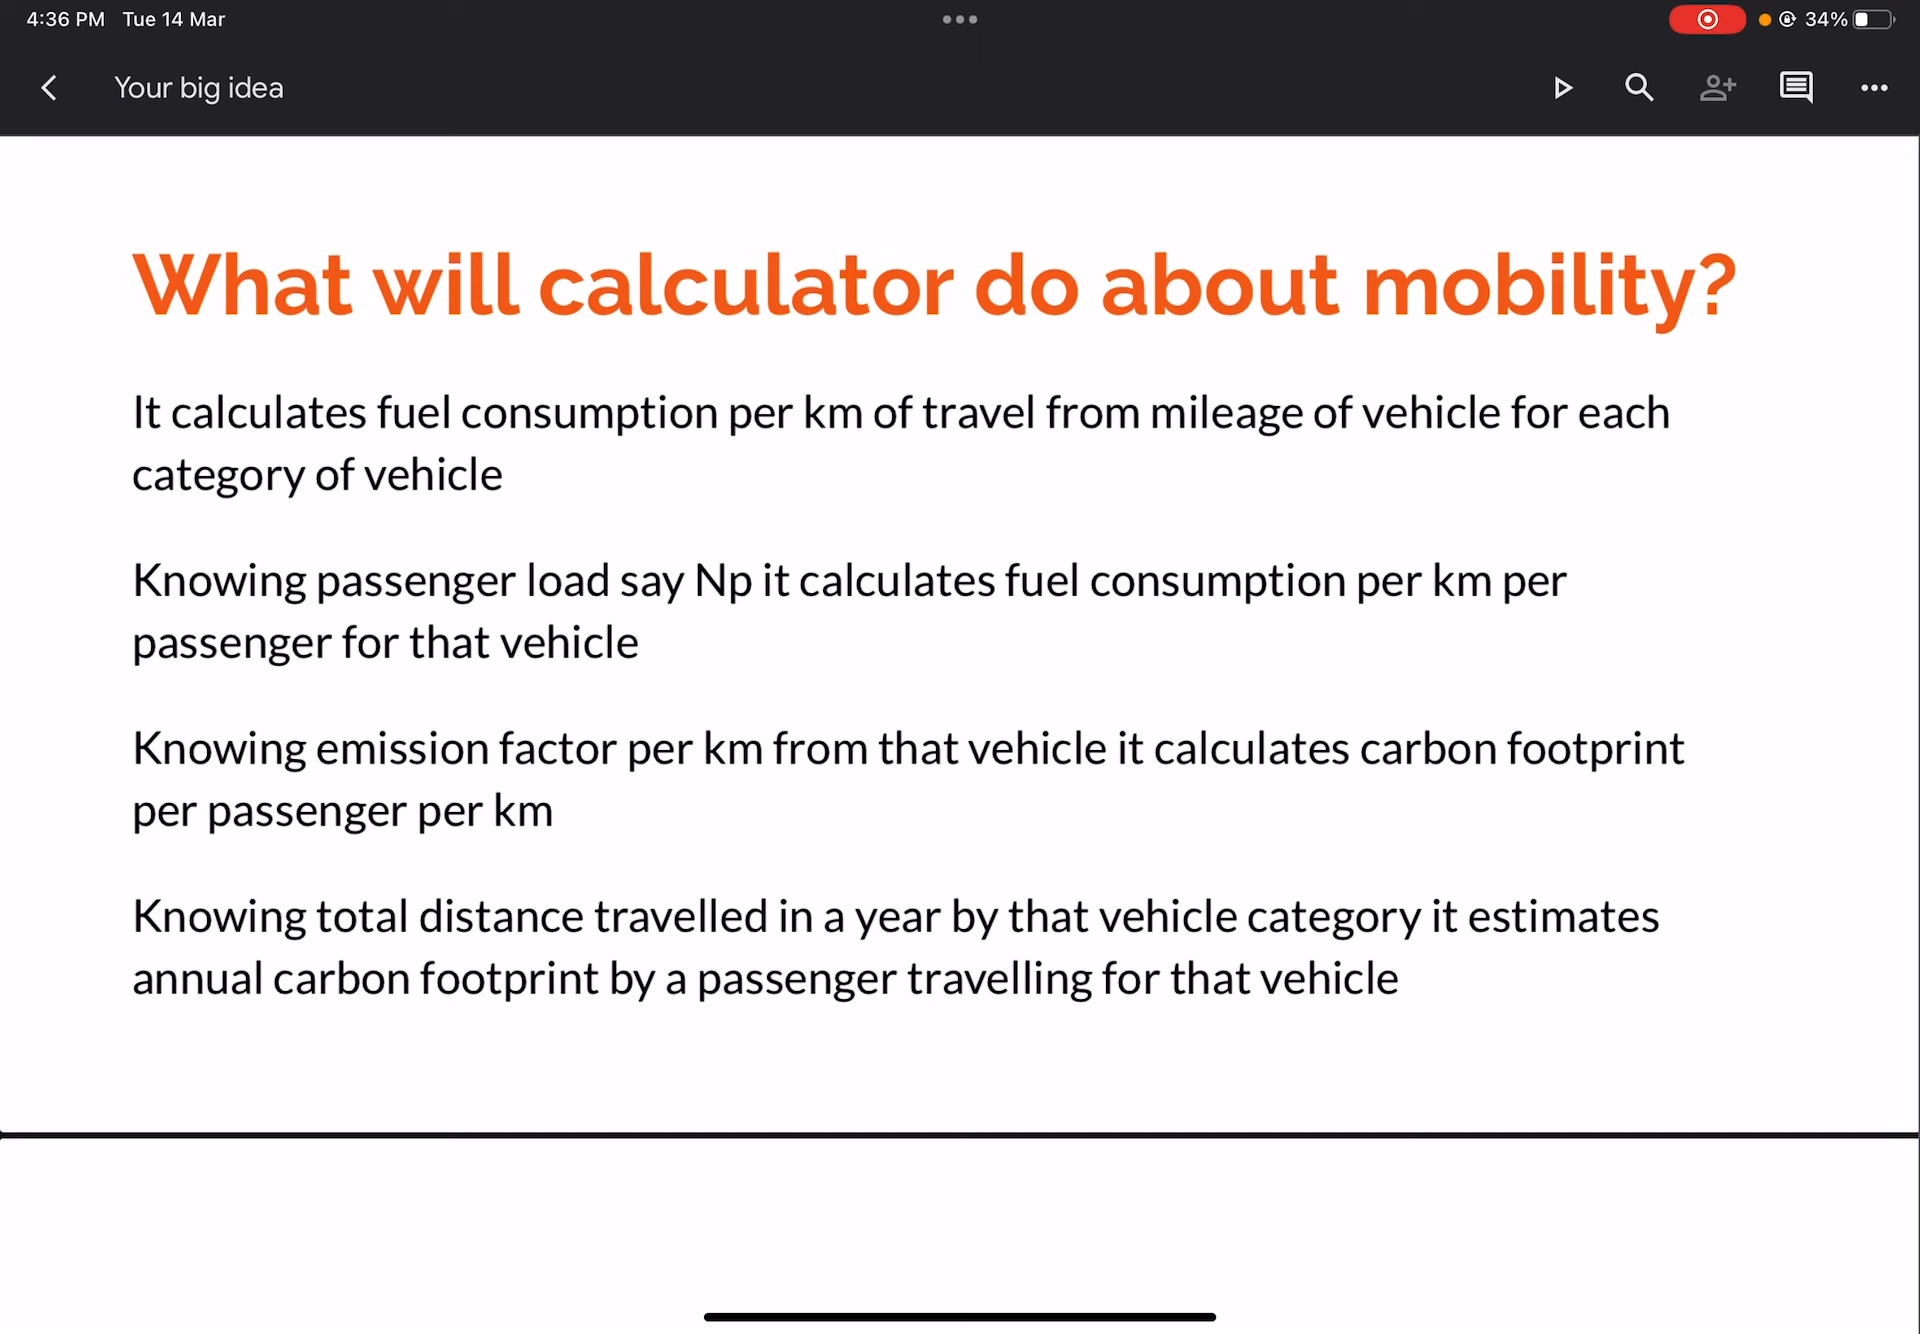 4:36 PM Tue 14 Mar
34%
Your big idea
What will calculator do about mobility?
It calculates fuel consumption per km of travel from mileage of vehicle for each
category of vehicle
Knowing passenger load say Np it calculates fuel consumption per km per
passenger for that vehicle
Knowing emission factor per km from that vehicle it calculates carbon footprint
per passenger per km
Knowing total distance travelled in a year by that vehicle category it estimates
annual carbon footprint by a passenger travelling for that vehicle